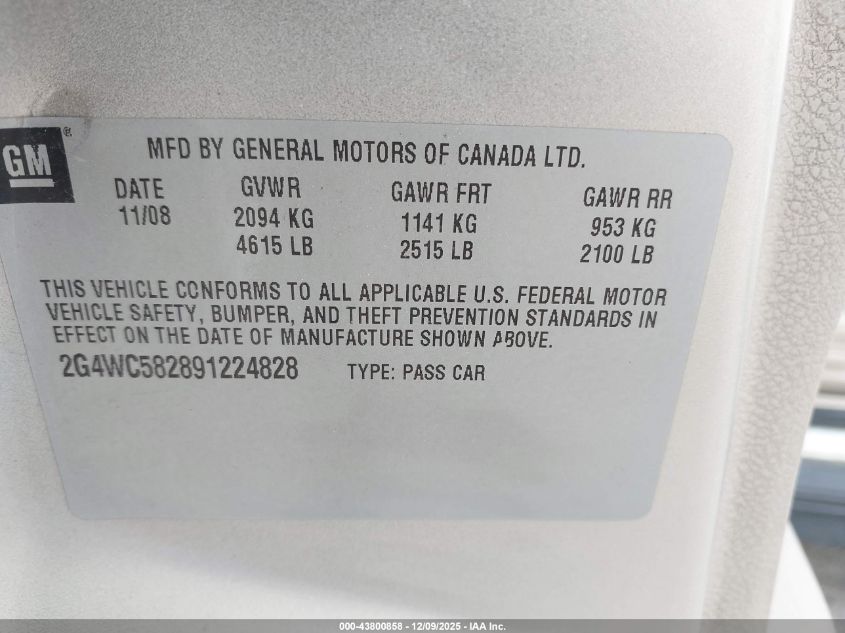 GM®
MFD BY GENERAL MOTORS OF CANADA LTD.
DATE GVWR GAWR FRT GAWR RR
11/08 2094 KG 1141 KG 953 KG
4615 LB 2515 LB 2100 LB
THIS VEHICLE CONFORMS TO ALL APPLICABLE U.S. FEDERAL MOTOR
VEHICLE SAFETY, BUMPER, AND THEFT PREVENTION STANDARDS IN
EFFECT ON THE DATE OF MANUFACTURE SHOWN ABOVE.
2G4WC582891224828 TYPE: PASS CAR
000-43800858 - 12/09/2025 - IAA Inc.